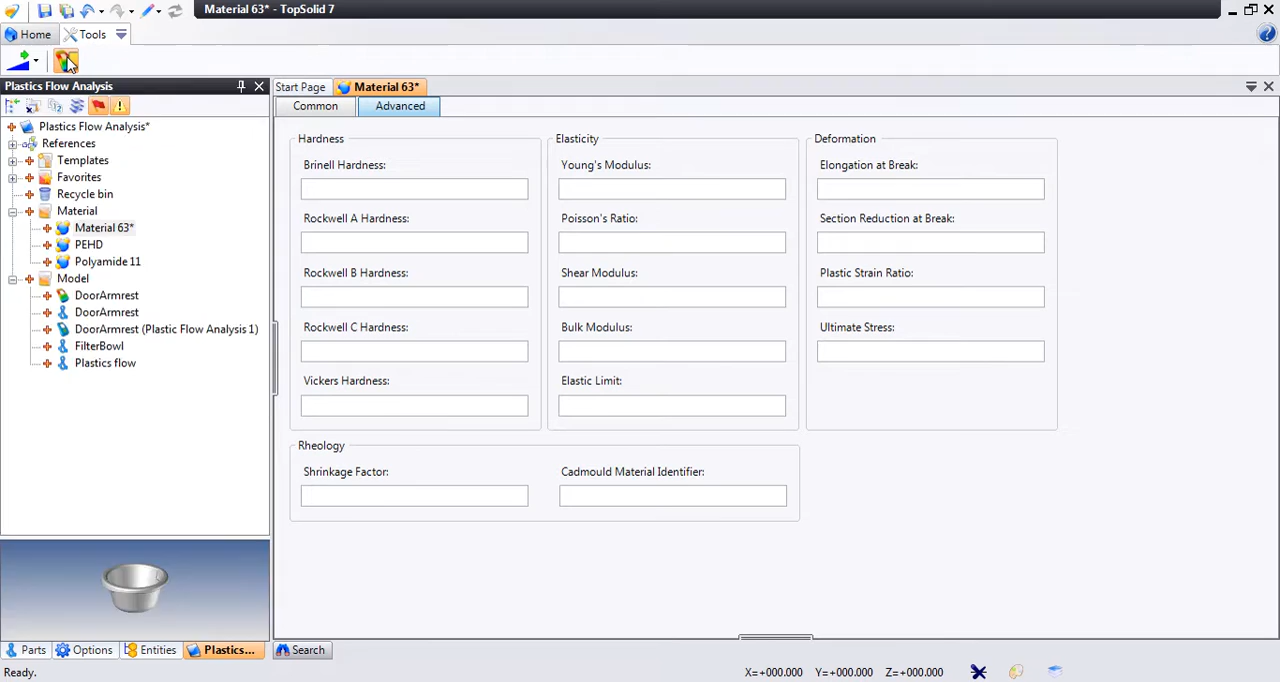 Material 63* - TopSolid 7
Home
Tools
Plastics Flow Analysis
Start Page
Material 63*
Common
Advanced
Plastics Flow Analysis*
References
Templates
Favorites
Recycle bin
Material
Material 63*
PEHD
Polyamide 11
Model
DoorArmrest
DoorArmrest
DoorArmrest (Plastic Flow Analysis 1)
FilterBowl
Plastics flow
Hardness
Brinell Hardness:
Rockwell A Hardness:
Rockwell B Hardness:
Rockwell C Hardness:
Vickers Hardness:
Elasticity
Young's Modulus:
Poisson's Ratio:
Shear Modulus:
Bulk Modulus:
Elastic Limit:
Deformation
Elongation at Break:
Section Reduction at Break:
Plastic Strain Ratio:
Ultimate Stress:
Rheology
Shrinkage Factor:
Cadmould Material Identifier:
Parts
Options
Entities
Plastics...
Search
Ready.
X=+000.000 Y=+000.000 Z=+000.000